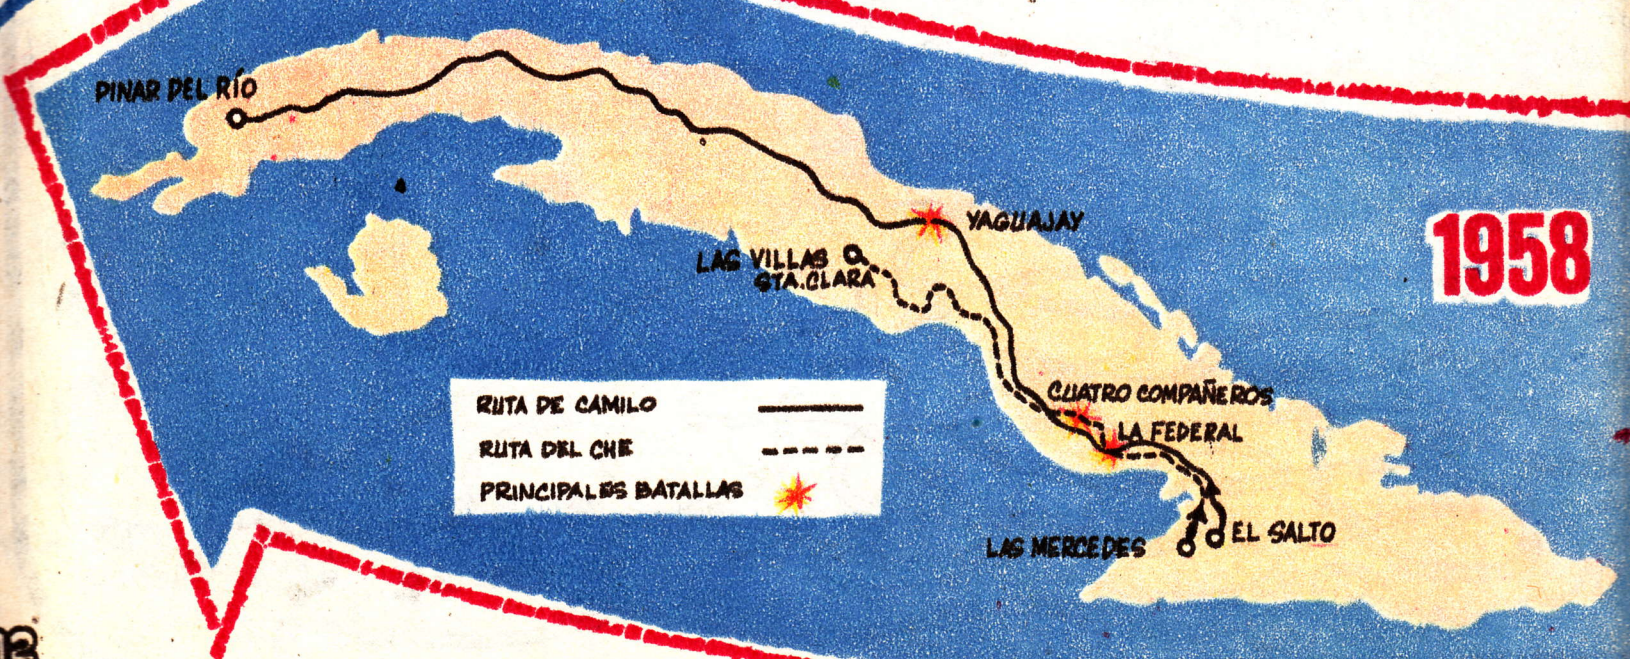 PINAR DEL RÍO
YAGUAJAY
1958
LAS VILLAS
STA. CLARA
RUTA DE CAMILO
RUTA DEL CHE
PRINCIPALES BATALLAS
CUATRO COMPAÑEROS
LA FEDERAL
LAS MERCEDES
EL SALTO